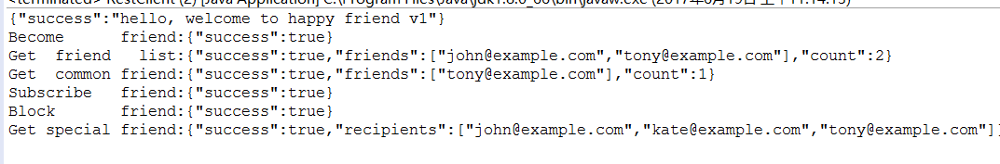 <terminated> RestClient (2) [Java Application] C:\Program Files\Java\jdk1.8.0_60\bin\javaw.exe (2017年6月19日 上午11:14:15)
{"success":"hello, welcome to happy friend v1"}
Become      friend:{"success":true}
Get  friend   list:{"success":true,"friends":["john@example.com","tony@example.com"],"count":2}
Get  common friend:{"success":true,"friends":["tony@example.com"],"count":1}
Subscribe   friend:{"success":true}
Block       friend:{"success":true}
Get special friend:{"success":true,"recipients":["john@example.com","kate@example.com","tony@example.com"]